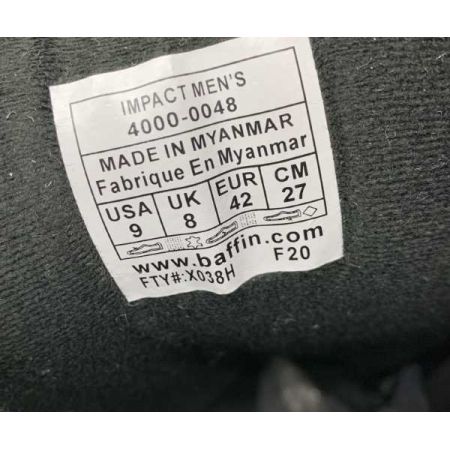 IMPACT MEN'S
4000-0048
MADE IN MYANMAR
Fabrique En Myanmar
USA UK EUR CM
9 8 42 27
www.baffin.com
FTY#:X038H F20